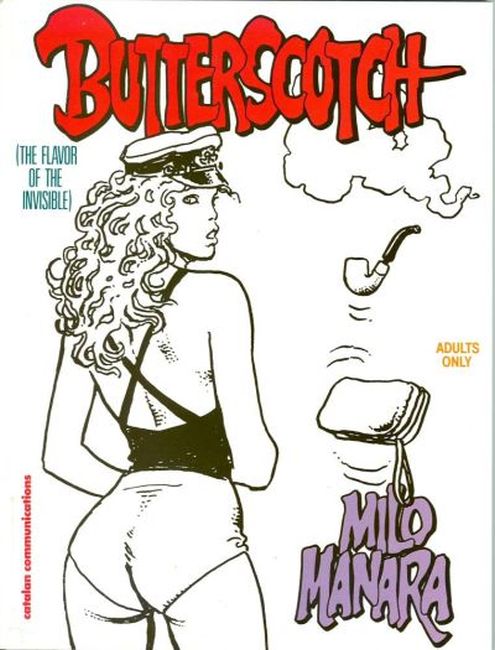 BUTTERSCOTCH
(THE FLAVOR
OF THE
INVISIBLE)
ADULTS
ONLY
MILO
MANARA
catalan communications